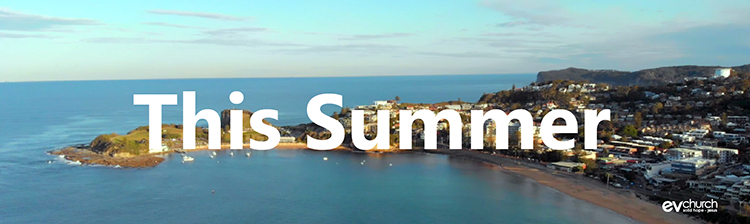 This Summer
evchurch
solid hope - jesus